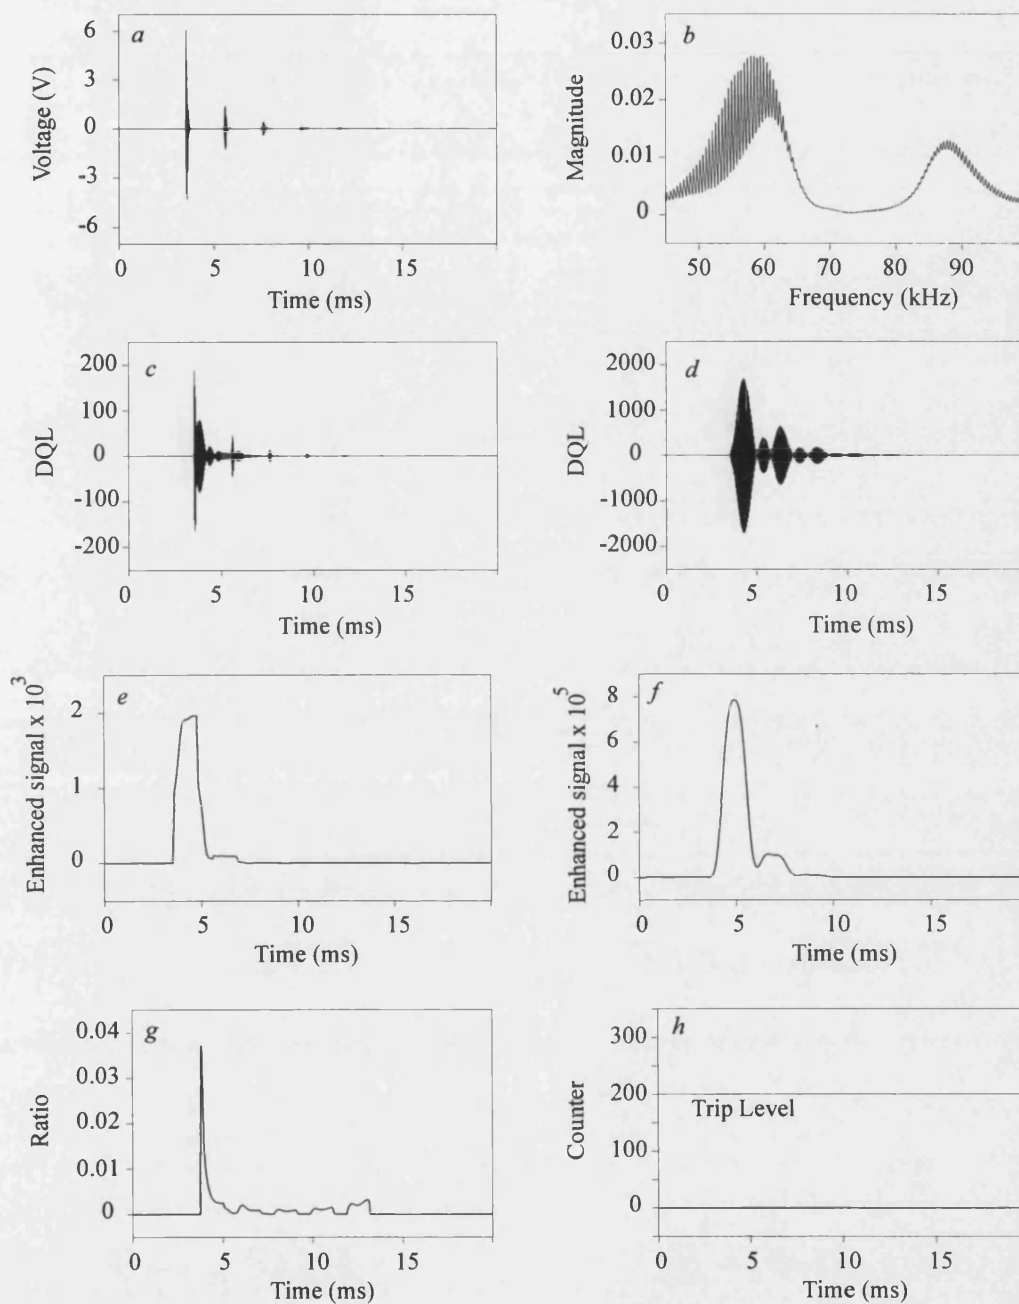 a
Voltage (V)
6
3
0
-3
-6
0 5 10 15
Time (ms)
b
Magnitude
0.03
0.02
0.01
0
50 60 70 80 90
Frequency (kHz)
c
DQL
200
100
0
-100
-200
0 5 10 15
Time (ms)
d
DQL
2000
1000
0
-1000
-2000
0 5 10 15
Time (ms)
e
Enhanced signal x 10³
2
1
0
0 5 10 15
Time (ms)
f
Enhanced signal x 10⁵
8
6
4
2
0
0 5 10 15
Time (ms)
g
Ratio
0.04
0.03
0.02
0.01
0
0 5 10 15
Time (ms)
h
Counter
300
200
100
0
Trip Level
0 5 10 15
Time (ms)